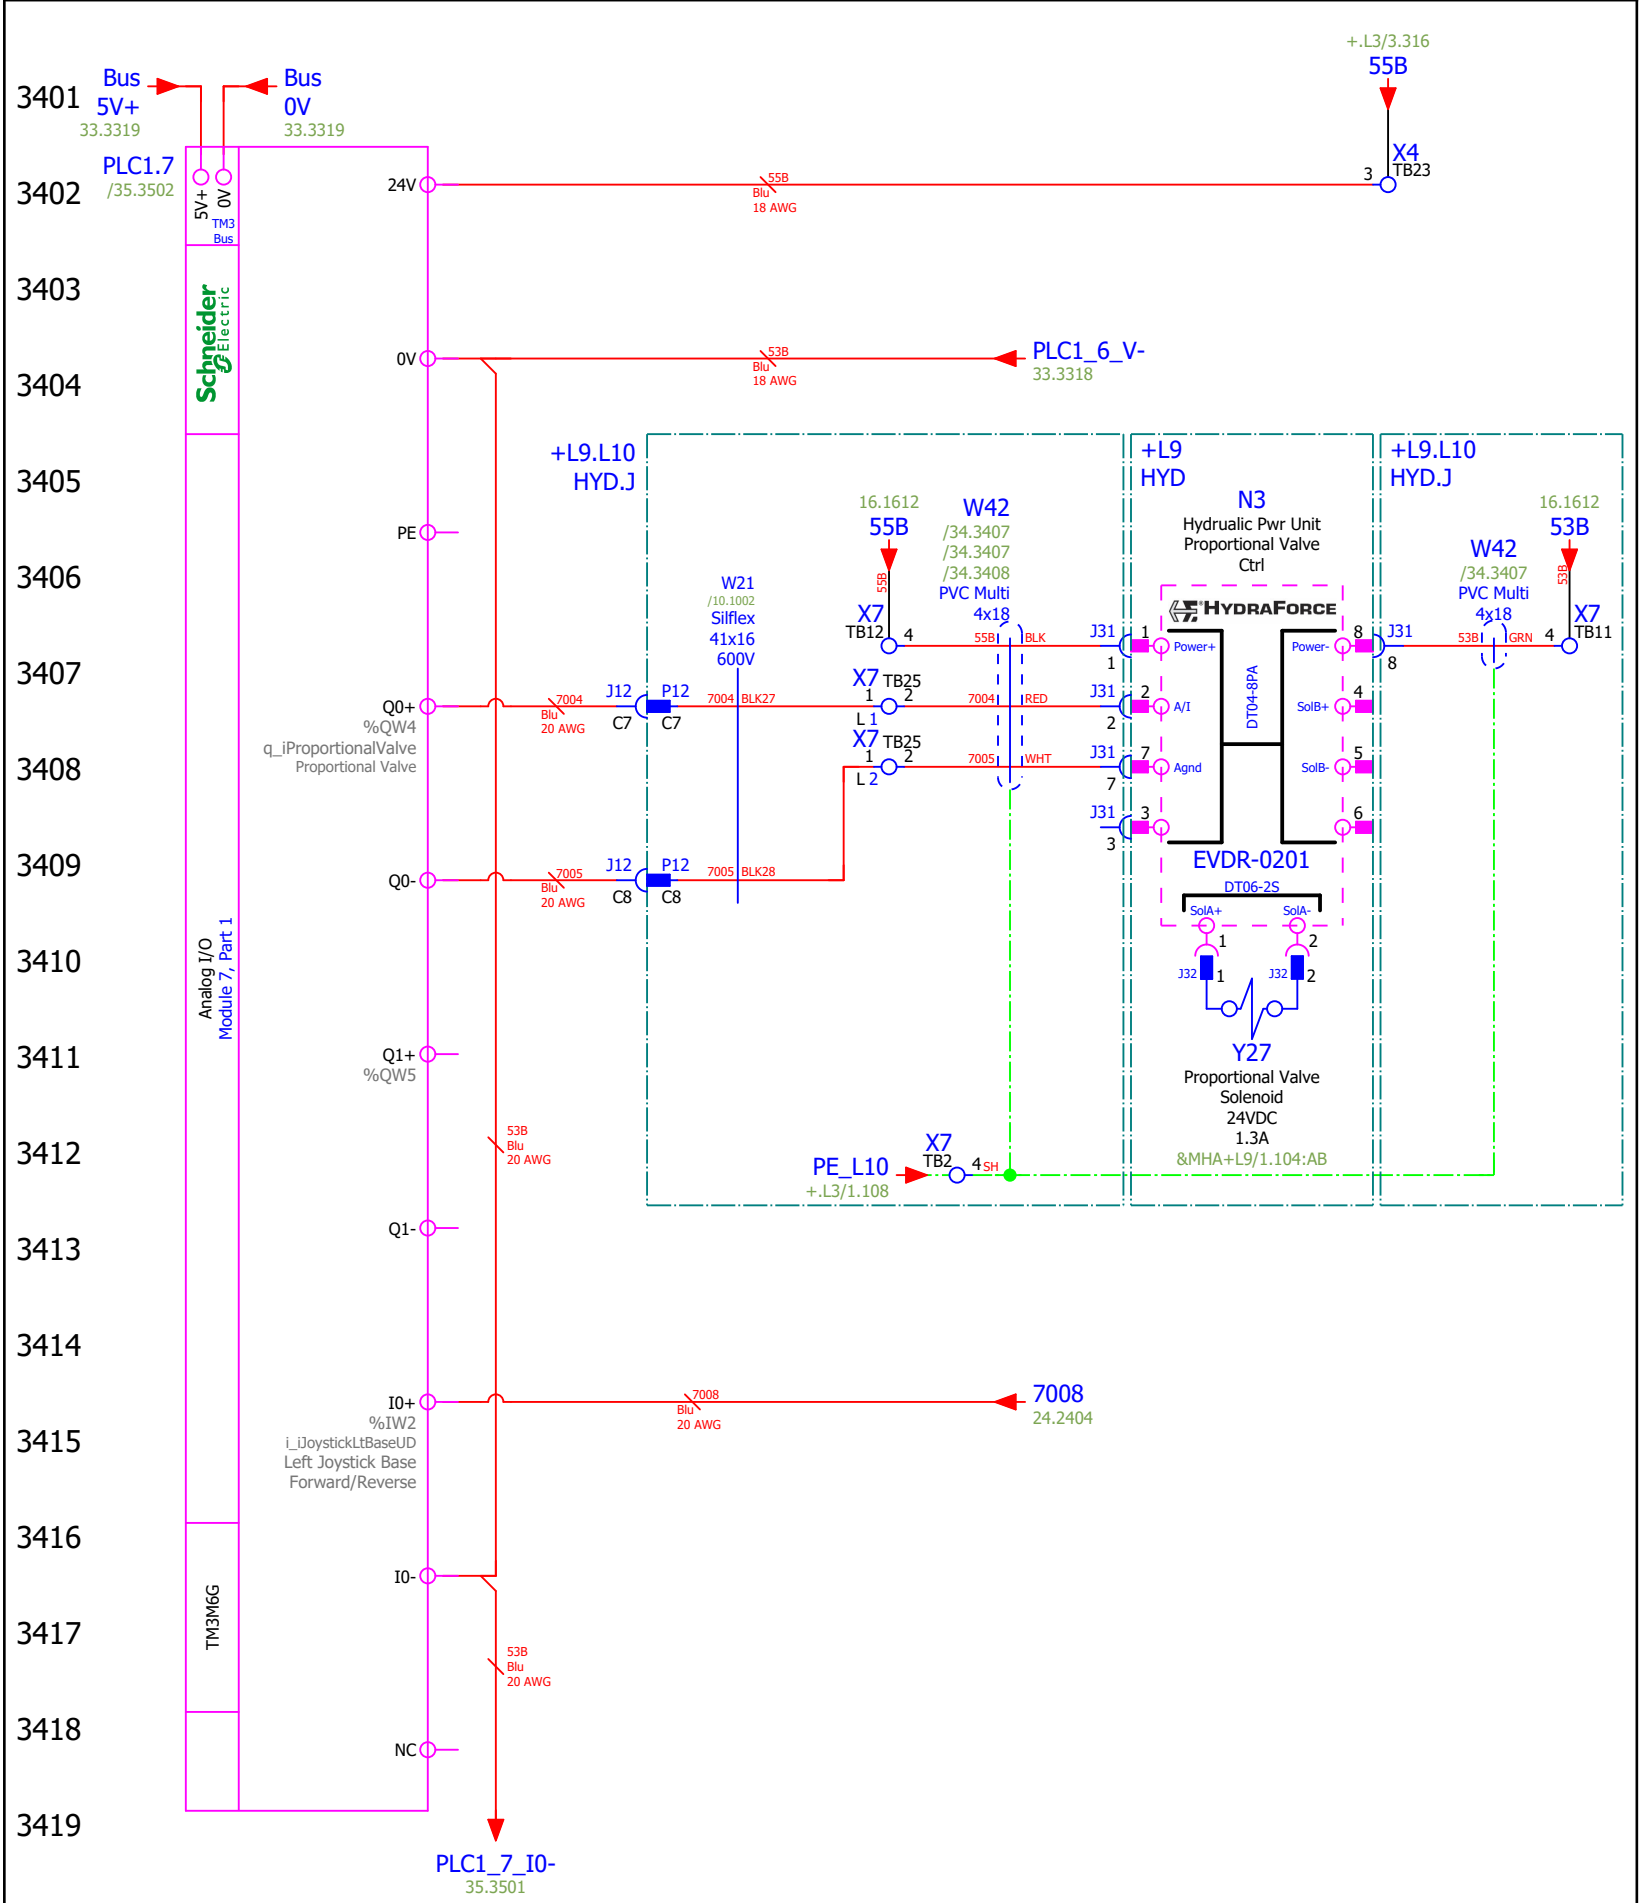 3401
3402
3403
3404
3405
3406
3407
3408
3409
3410
3411
3412
3413
3414
3415
3416
3417
3418
3419
Bus
5V+
33.3319
Bus
0V
33.3319
PLC1.7
/35.3502
5V+
0V
TM3
Bus
Schneider
Electric
Analog I/O
Module 7, Part 1
TM3M6G
24V
0V
PE
Q0+
%QW4
q_iProportionalValve
Proportional Valve
Q0-
Q1+
%QW5
Q1-
I0+
%IW2
i_iJoystickLtBaseUD
Left Joystick Base
Forward/Reverse
I0-
NC
55B
Blu
18 AWG
+.L3/3.316
55B
3
X4
TB23
53B
Blu
18 AWG
PLC1_6_V-
33.3318
+L9.L10
HYD.J
+L9
HYD
+L9.L10
HYD.J
16.1612
55B
55B
X7
TB12
4
W42
/34.3407
/34.3407
/34.3408
PVC Multi
4x18
W21
/10.1002
Silflex
41x16
600V
7004
Blu
20 AWG
J12
C7
P12
C7
7004
BLK27
X7
TB25
1
2
L 1
X7
TB25
1
2
L 2
7005
Blu
20 AWG
J12
C8
P12
C8
7005
BLK28
55B
BLK
7004
RED
7005
WHT
J31
1
1
J31
2
2
J31
7
7
J31
3
3
N3
Hydrualic Pwr Unit
Proportional Valve
Ctrl
HYDRAFORCE
®
Power+
A/I
Agnd
DT04-8PA
Power-
SolB+
SolB-
8
4
5
6
J31
8
EVDR-0201
DT06-2S
SolA+
SolA-
1
2
J32
1
J32
2
Y27
Proportional Valve
Solenoid
24VDC
1.3A
&MHA+L9/1.104:AB
53B
GRN
W42
/34.3407
PVC Multi
4x18
16.1612
53B
53B
4
X7
TB11
PE_L10
+.L3/1.108
X7
TB2
4
SH
53B
Blu
20 AWG
7008
Blu
20 AWG
7008
24.2404
53B
Blu
20 AWG
PLC1_7_I0-
35.3501